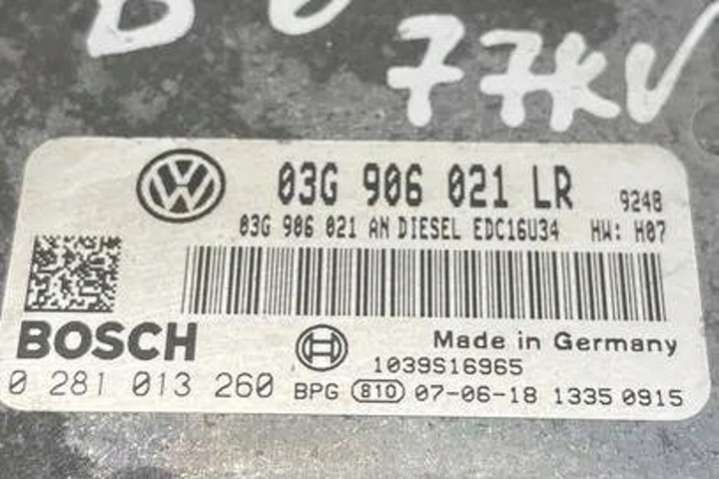 77KV
03G 906 021 LR 9248
03G 906 021 AN DIESEL EDC16U34 HW: H07
BOSCH
Made in Germany
1039S16965
0 281 013 260 BPG 810 07-06-18 1335 0915